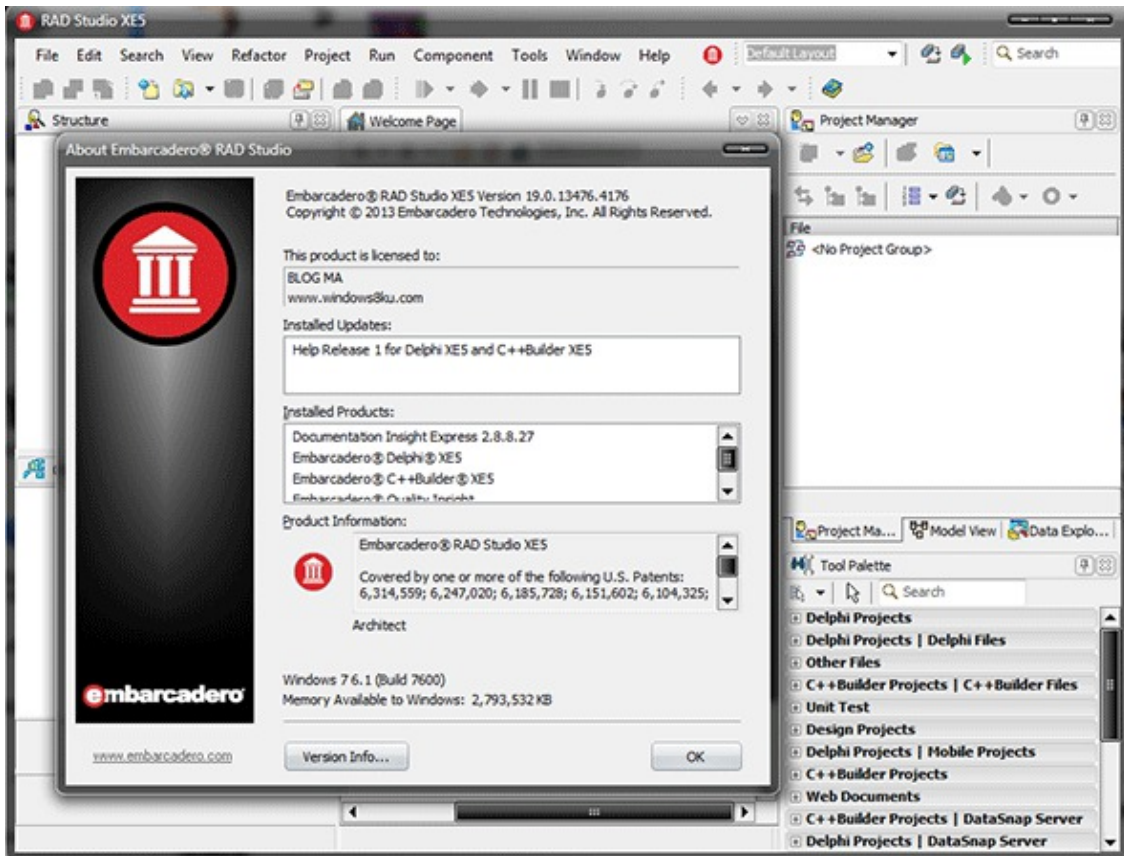 RAD Studio XE5
File Edit Search View Refactor Project Run Component Tools Window Help
Default Layout
Search
Structure
Welcome Page
Project Manager
About Embarcadero® RAD Studio
Embarcadero® RAD Studio XE5 Version 19.0.13476.4176
Copyright © 2013 Embarcadero Technologies, Inc. All Rights Reserved.
This product is licensed to:
BLOG MA
www.windows8ku.com
Installed Updates:
Help Release 1 for Delphi XE5 and C++Builder XE5
Installed Products:
Documentation Insight Express 2.8.8.27
Embarcadero® Delphi® XE5
Embarcadero® C++Builder® XE5
Embarcadero® Quality Insight
Product Information:
Embarcadero® RAD Studio XE5
Covered by one or more of the following U.S. Patents:
6,314,559; 6,247,020; 6,185,728; 6,151,602; 6,104,325;
Architect
Windows 7 6.1 (Build 7600)
Memory Available to Windows: 2,793,532 KB
embarcadero
www.embarcadero.com
Version Info...
OK
File
<No Project Group>
Project Ma...
Model View
Data Explo...
Tool Palette
Search
Delphi Projects
Delphi Projects | Delphi Files
Other Files
C++Builder Projects | C++Builder Files
Unit Test
Design Projects
Delphi Projects | Mobile Projects
C++Builder Projects
Web Documents
C++Builder Projects | DataSnap Server
Delphi Projects | DataSnap Server